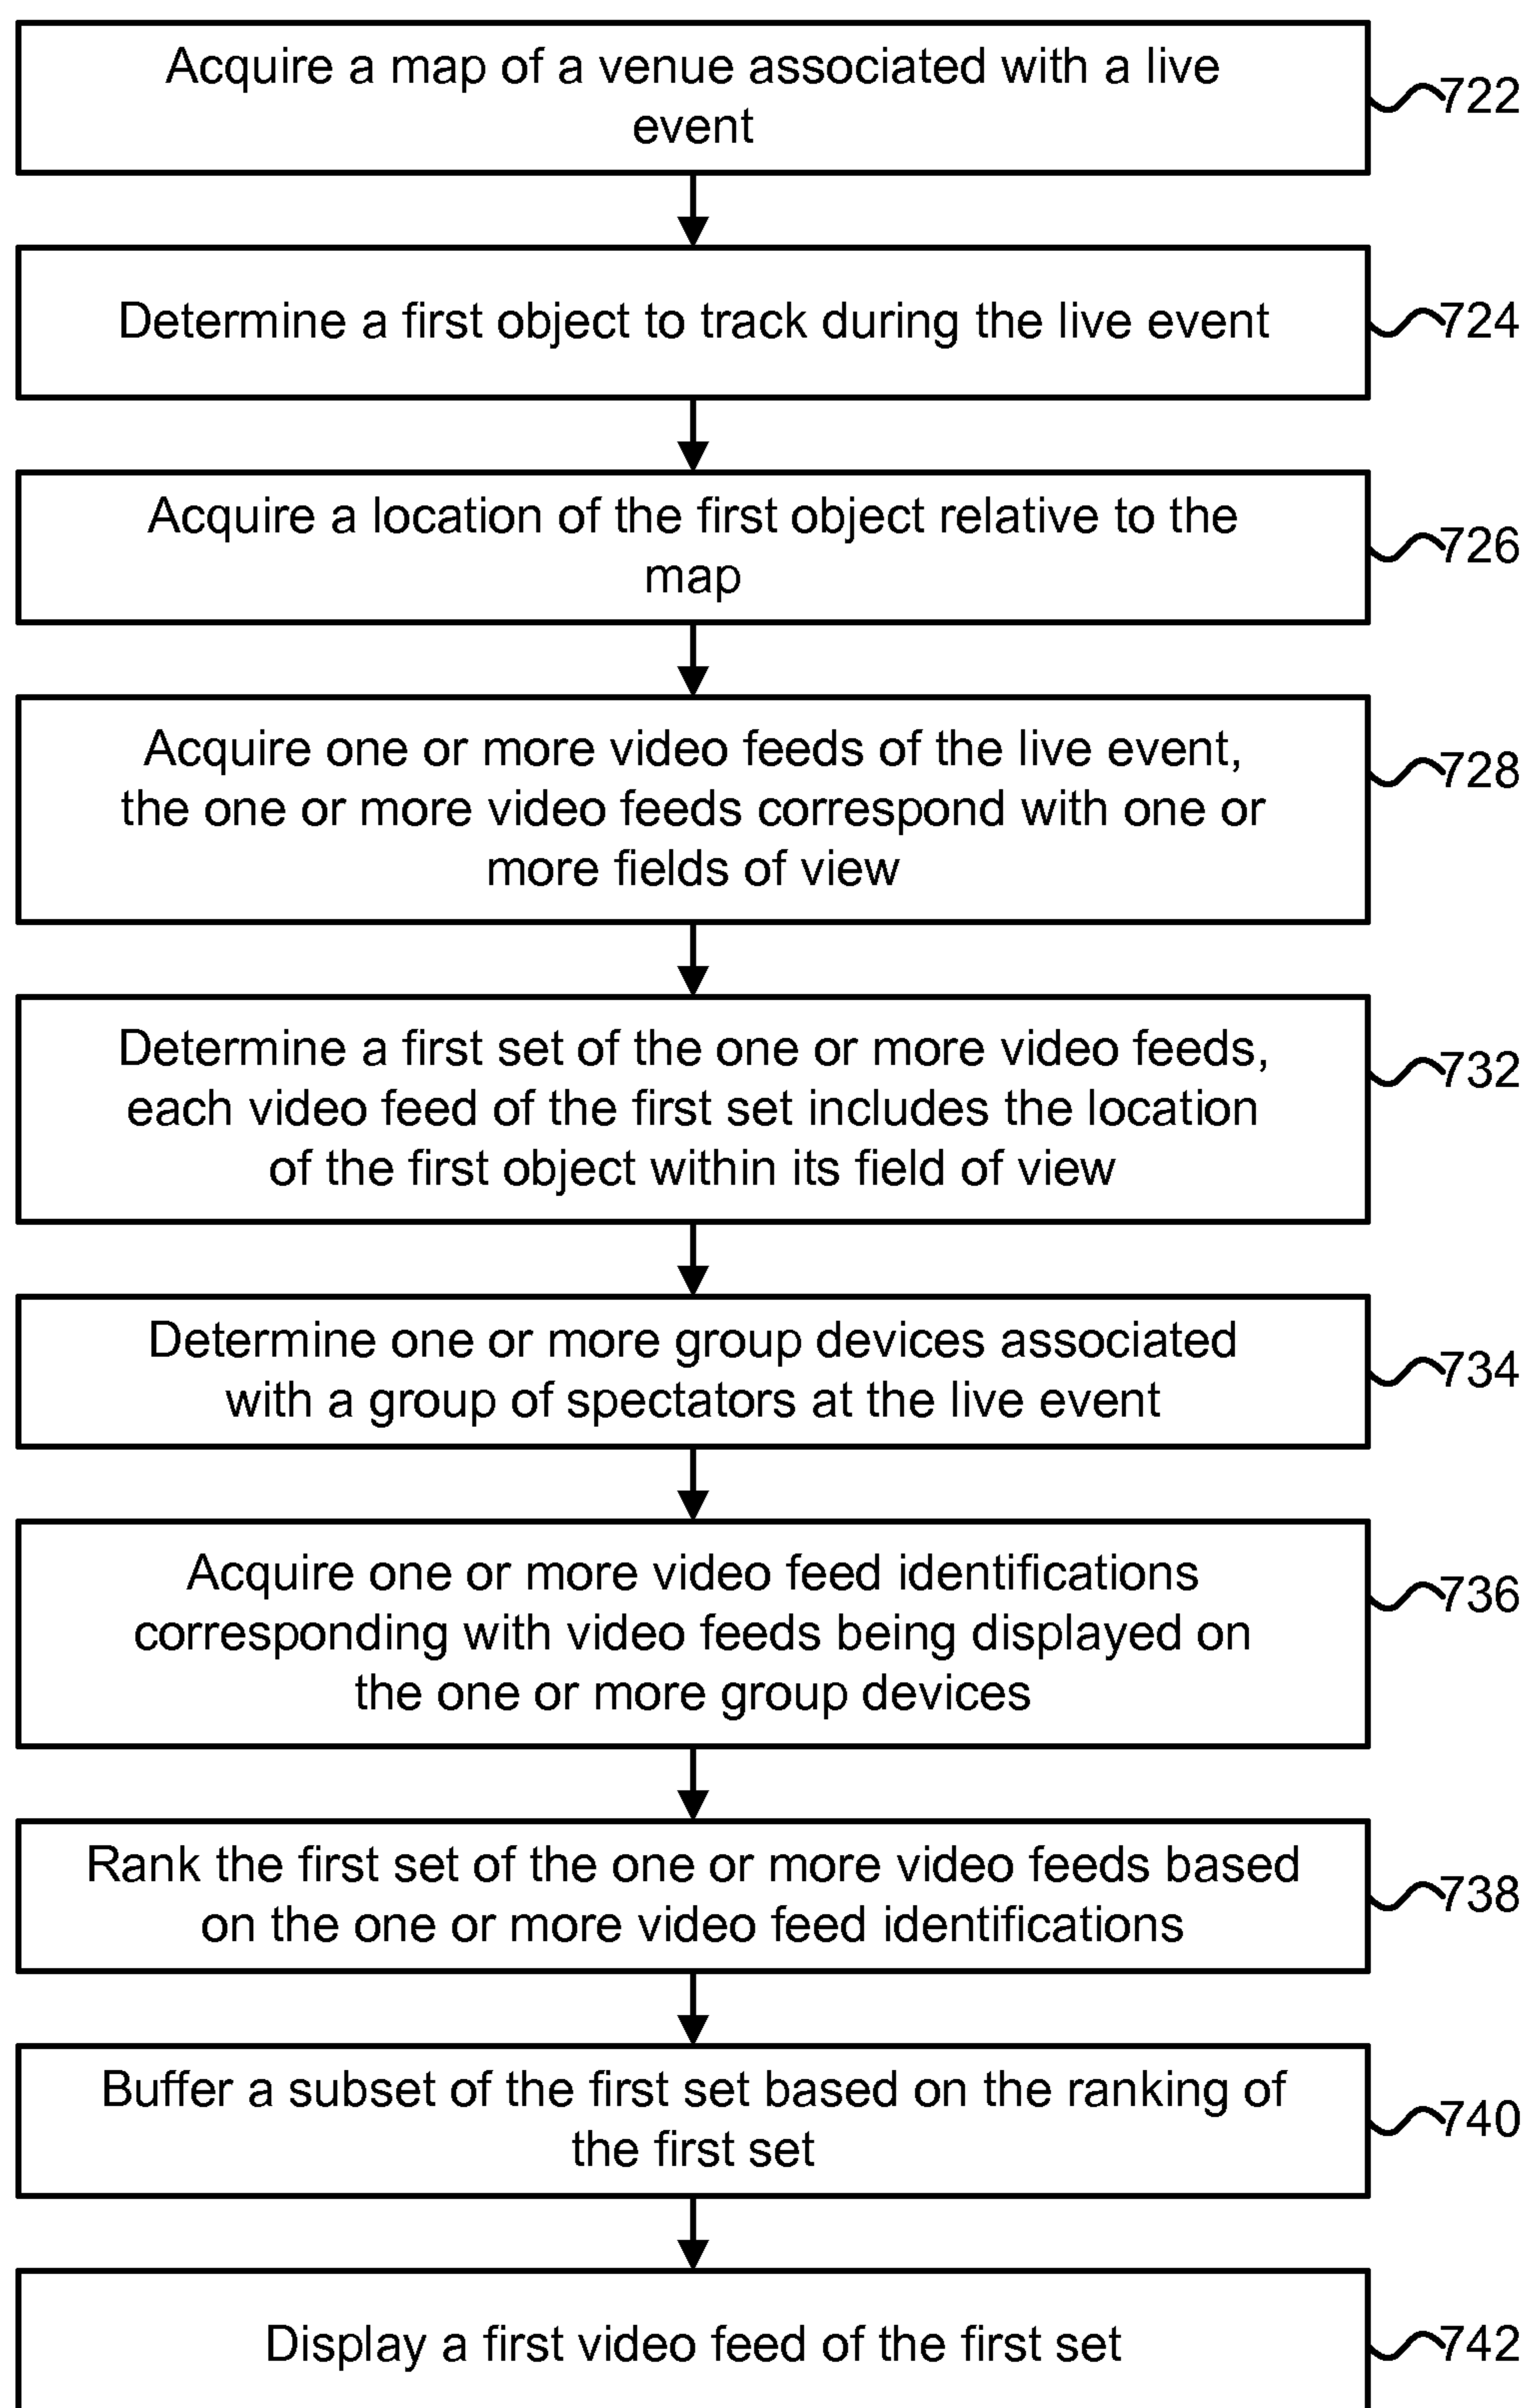 Acquire a map of a venue associated with a live
event
722
Determine a first object to track during the live event
724
Acquire a location of the first object relative to the
map
726
Acquire one or more video feeds of the live event,
the one or more video feeds correspond with one or
more fields of view
728
Determine a first set of the one or more video feeds,
each video feed of the first set includes the location
of the first object within its field of view
732
Determine one or more group devices associated
with a group of spectators at the live event
734
Acquire one or more video feed identifications
corresponding with video feeds being displayed on
the one or more group devices
736
Rank the first set of the one or more video feeds based
on the one or more video feed identifications
738
Buffer a subset of the first set based on the ranking of
the first set
740
Display a first video feed of the first set
742